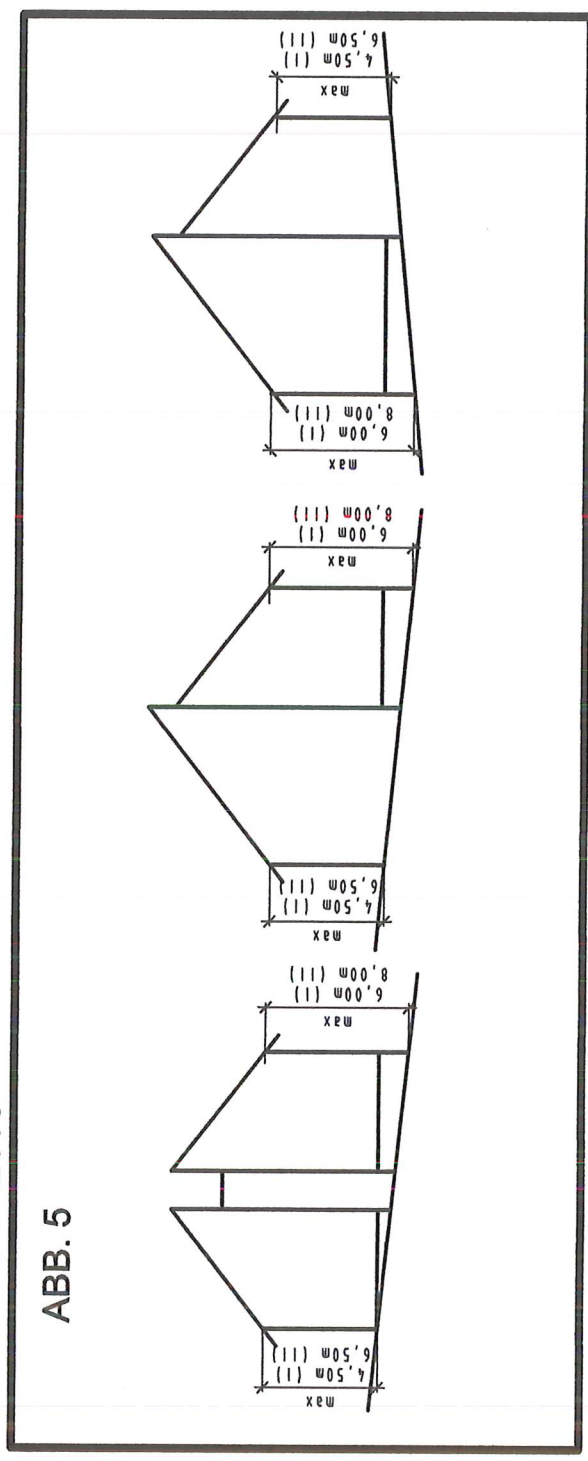 ABB. 5
max
4,50m (I)
6,50m (II)
max
6,00m (I)
8,00m (II)
max
4,50m (I)
6,50m (II)
max
6,00m (I)
8,00m (II)
max
6,00m (I)
8,00m (II)
max
4,50m (I)
6,50m (II)